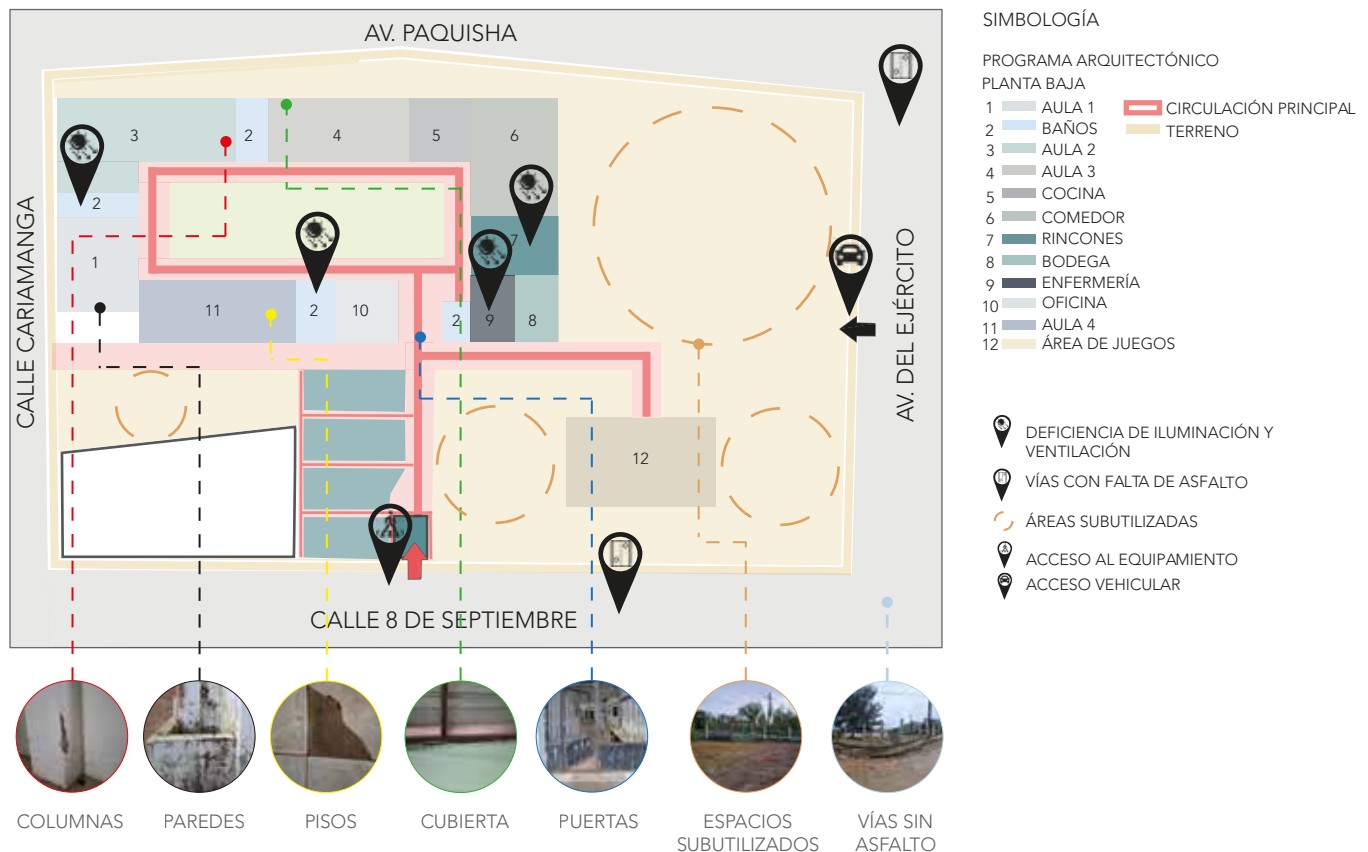 AV. PAQUISHA
CALLE CARIAMANGA
AV. DEL EJÉRCITO
CALLE 8 DE SEPTIEMBRE
3
2
4
5
6
2
7
1
11
2
10
2
9
8
12
SIMBOLOGÍA
PROGRAMA ARQUITECTÓNICO
PLANTA BAJA
1 AULA 1
2 BAÑOS
3 AULA 2
4 AULA 3
5 COCINA
6 COMEDOR
7 RINCONES
8 BODEGA
9 ENFERMERÍA
10 OFICINA
11 AULA 4
12 ÁREA DE JUEGOS
CIRCULACIÓN PRINCIPAL
TERRENO
DEFICIENCIA DE ILUMINACIÓN Y
VENTILACIÓN
VÍAS CON FALTA DE ASFALTO
ÁREAS SUBUTILIZADAS
ACCESO AL EQUIPAMIENTO
ACCESO VEHICULAR
COLUMNAS
PAREDES
PISOS
CUBIERTA
PUERTAS
ESPACIOS
SUBUTILIZADOS
VÍAS SIN
ASFALTO